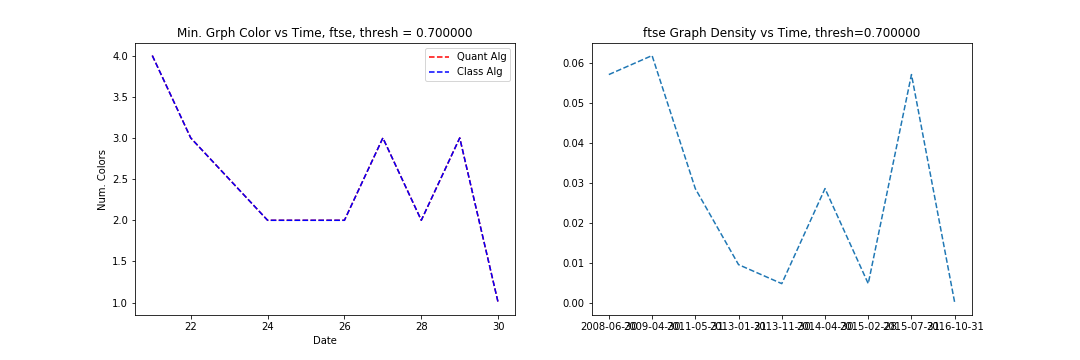 Min. Grph Color vs Time, ftse, thresh = 0.700000
4.0
3.5
3.0
2.5
2.0
1.5
1.0
Num. Colors
Quant Alg
Class Alg
22 24 26 28 30
Date
ftse Graph Density vs Time, thresh=0.700000
0.06
0.05
0.04
0.03
0.02
0.01
0.00